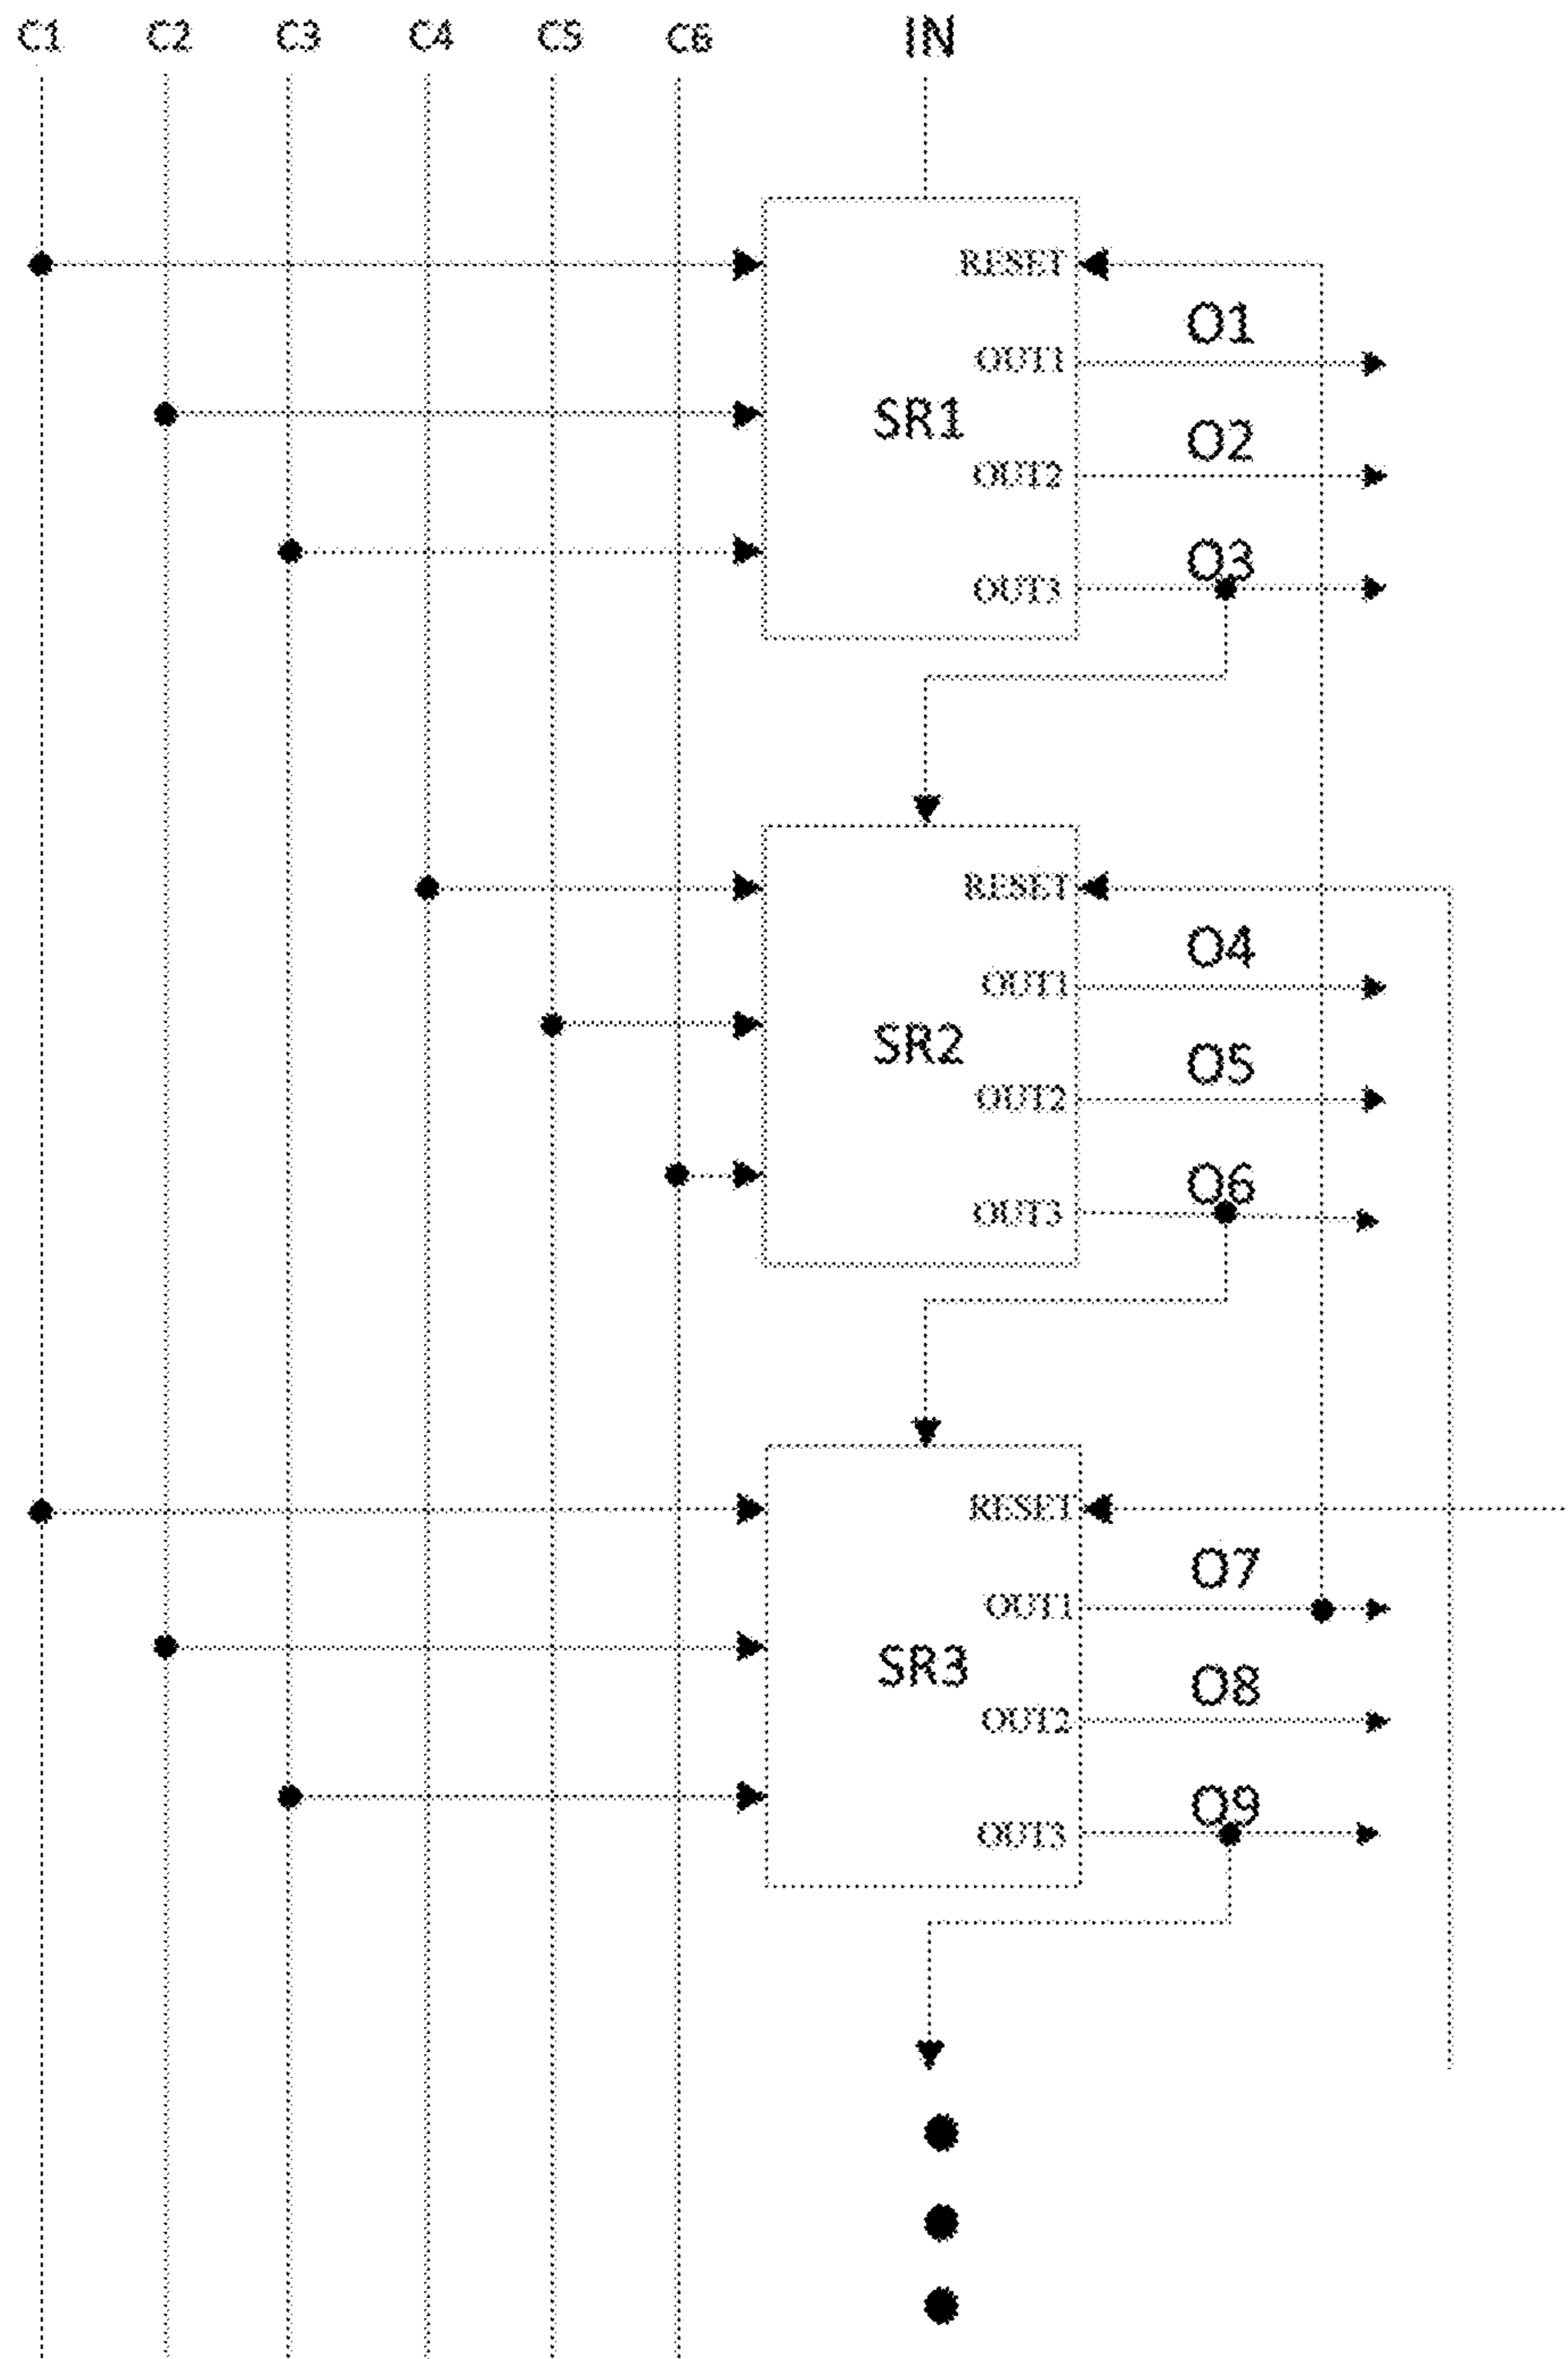 C1 C2 C3 C4 C5 C6 IN
RESET
O1
OUT1
SR1
O2
OUT2
O3
OUT3
RESET
O4
OUT1
SR2
O5
OUT2
O6
OUT3
RESET
O7
OUT1
SR3
O8
OUT2
O9
OUT3